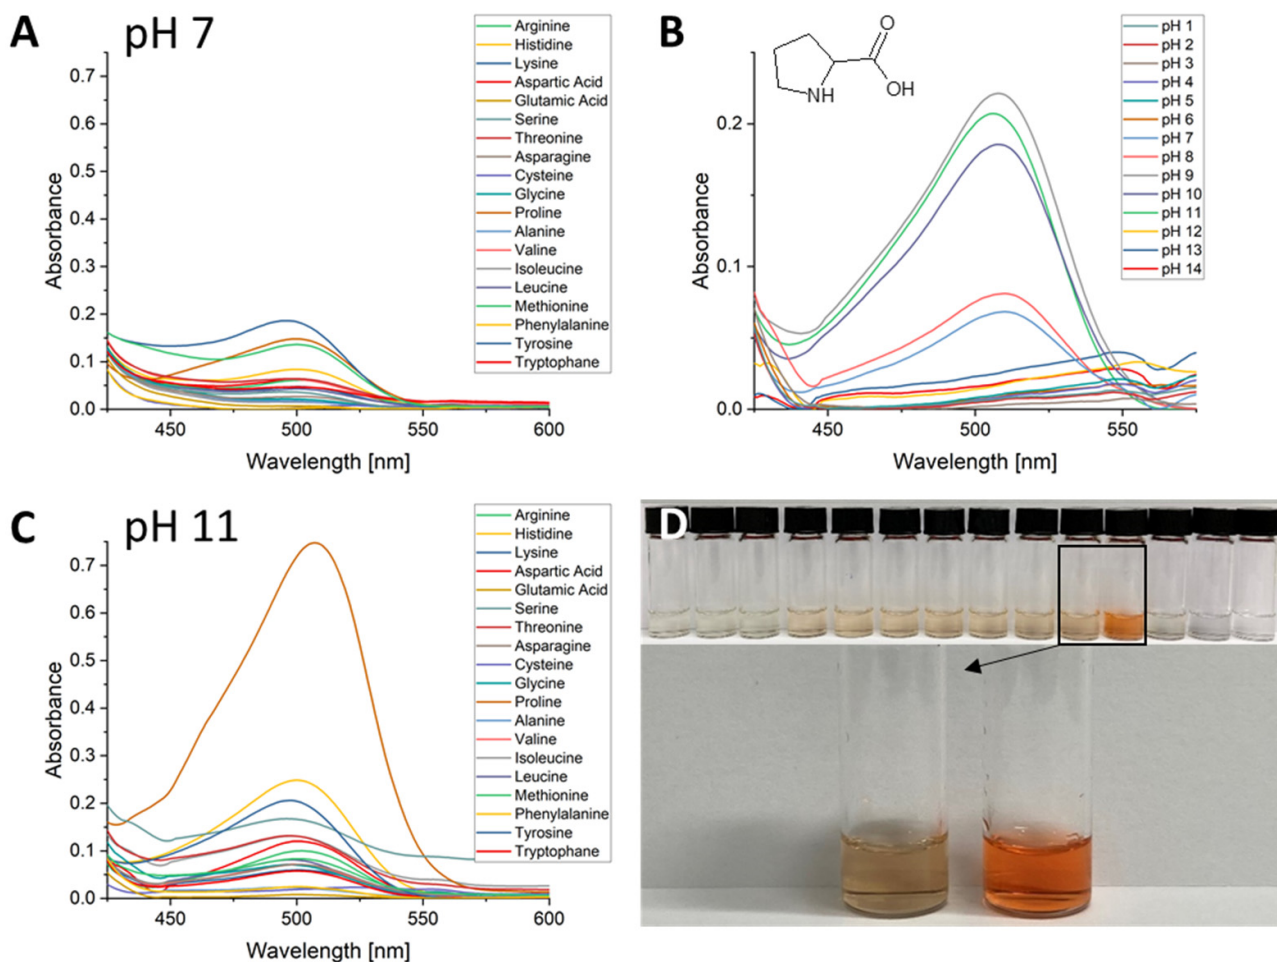 A
pH 7
Absorbance
0.7
0.6
0.5
0.4
0.3
0.2
0.1
0.0
450
500
550
600
Wavelength [nm]
Arginine
Histidine
Lysine
Aspartic Acid
Glutamic Acid
Serine
Threonine
Asparagine
Cysteine
Glycine
Proline
Alanine
Valine
Isoleucine
Leucine
Methionine
Phenylalanine
Tyrosine
Tryptophane
B
O
OH
NH
Absorbance
0.2
0.1
0.0
450
500
550
Wavelength [nm]
pH 1
pH 2
pH 3
pH 4
pH 5
pH 6
pH 7
pH 8
pH 9
pH 10
pH 11
pH 12
pH 13
pH 14
C
pH 11
Absorbance
0.7
0.6
0.5
0.4
0.3
0.2
0.1
0.0
450
500
550
600
Wavelength [nm]
Arginine
Histidine
Lysine
Aspartic Acid
Glutamic Acid
Serine
Threonine
Asparagine
Cysteine
Glycine
Proline
Alanine
Valine
Isoleucine
Leucine
Methionine
Phenylalanine
Tyrosine
Tryptophane
D